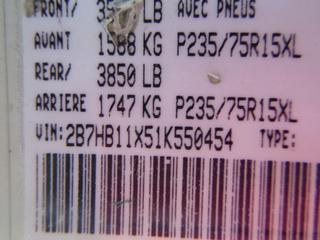 FRONT/ LB AVEC PNEUS
AVANT 1588 KG P235/75R15XL
REAR/ 3850 LB
ARRIERE 1747 KG P235/75R15XL
VIN: 2B7HB11X51K550454 TYPE: